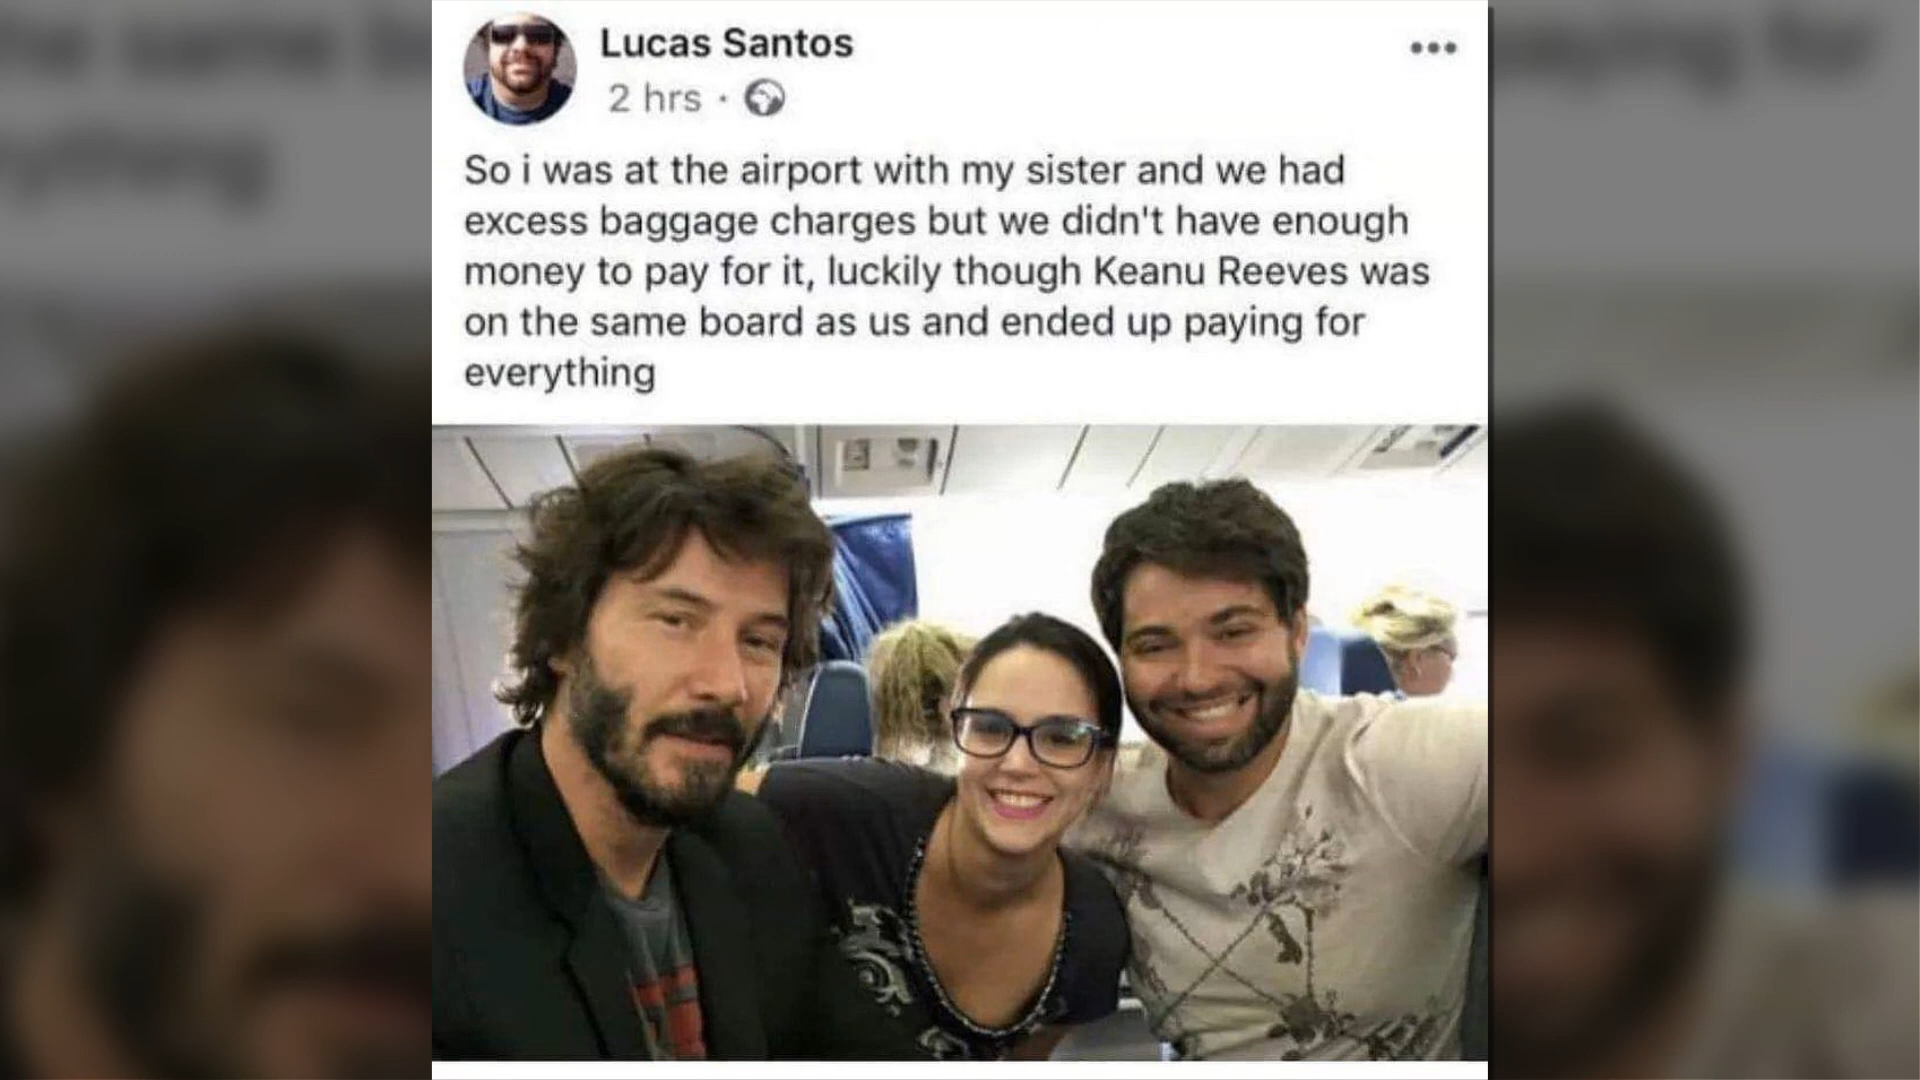 Lucas Santos
2 hrs ·
So i was at the airport with my sister and we had
excess baggage charges but we didn't have enough
money to pay for it, luckily though Keanu Reeves was
on the same board as us and ended up paying for
everything